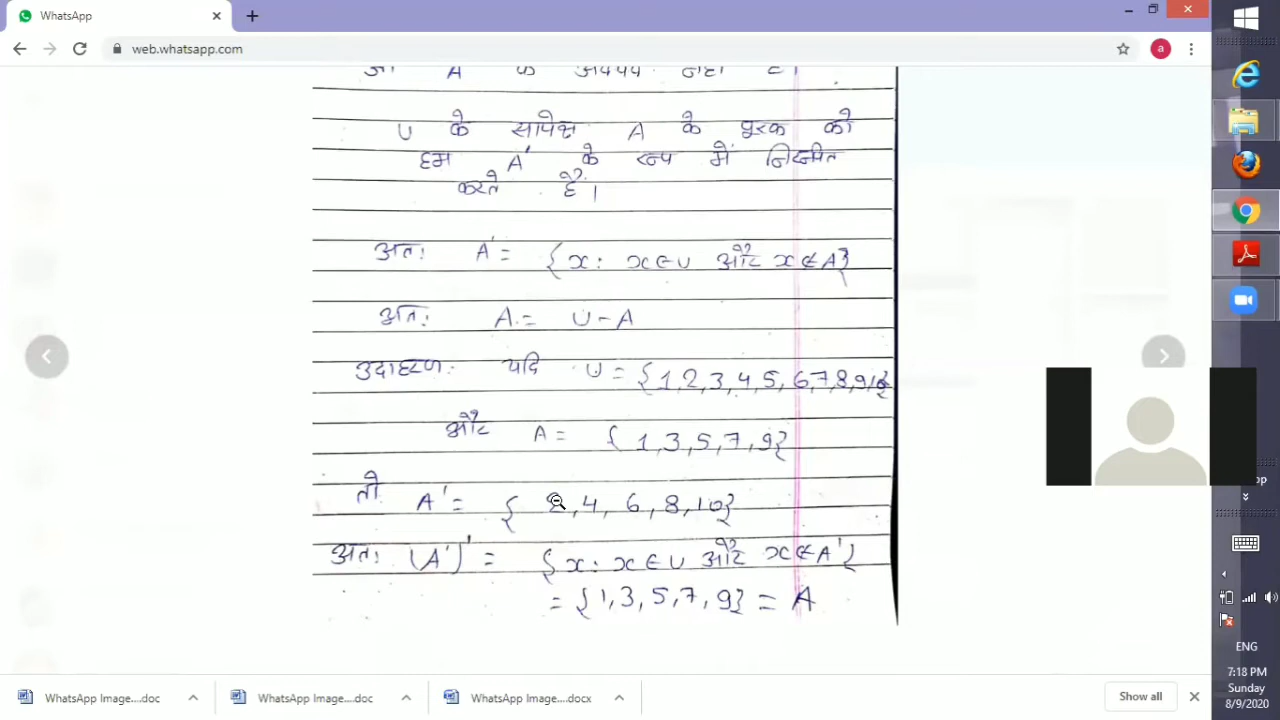 WhatsApp
web.whatsapp.com
a
A
U के सापेक्ष A के पूरक को
हम A' के रूप में निरूपित
करते हैं।
अतः A' = {x: x∈U और x∉A}
अतः A = U-A
उदाहरण: यदि U = {1,2,3,4,5,6,7,8,9,10}
और A = {1,3,5,7,9}
तो A' = {2,4,6,8,10}
अतः (A')' = {x: x∈U और x∉A'}
= {1,3,5,7,9} = A
op
ENG
7:18 PM
Sunday
8/9/2020
WhatsApp Image....doc
WhatsApp Image....doc
WhatsApp Image....docx
Show all